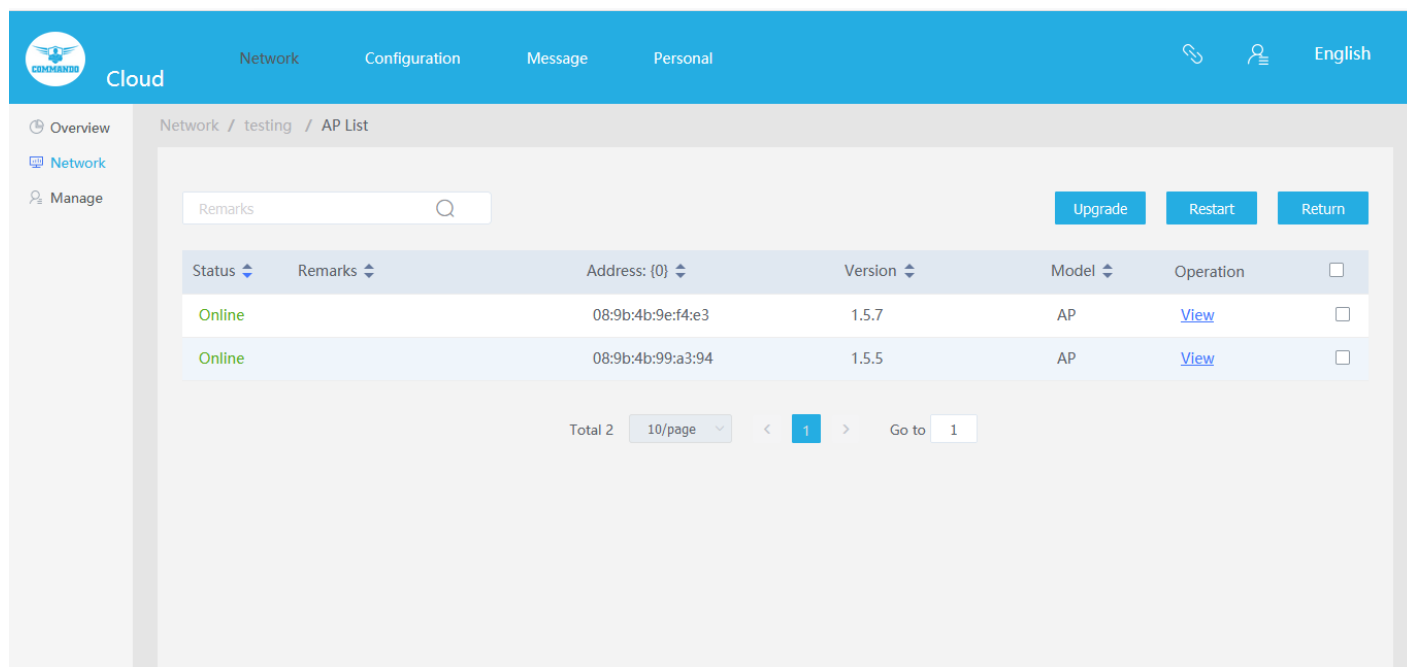 COMMANDO
Cloud
Network Configuration Message Personal English
Overview
Network
Manage
Network / testing / AP List
Remarks Upgrade Restart Return
Status Remarks Address: {0} Version Model Operation
Online 08:9b:4b:9e:f4:e3 1.5.7 AP View
Online 08:9b:4b:99:a3:94 1.5.5 AP View
Total 2 10/page < 1 > Go to 1